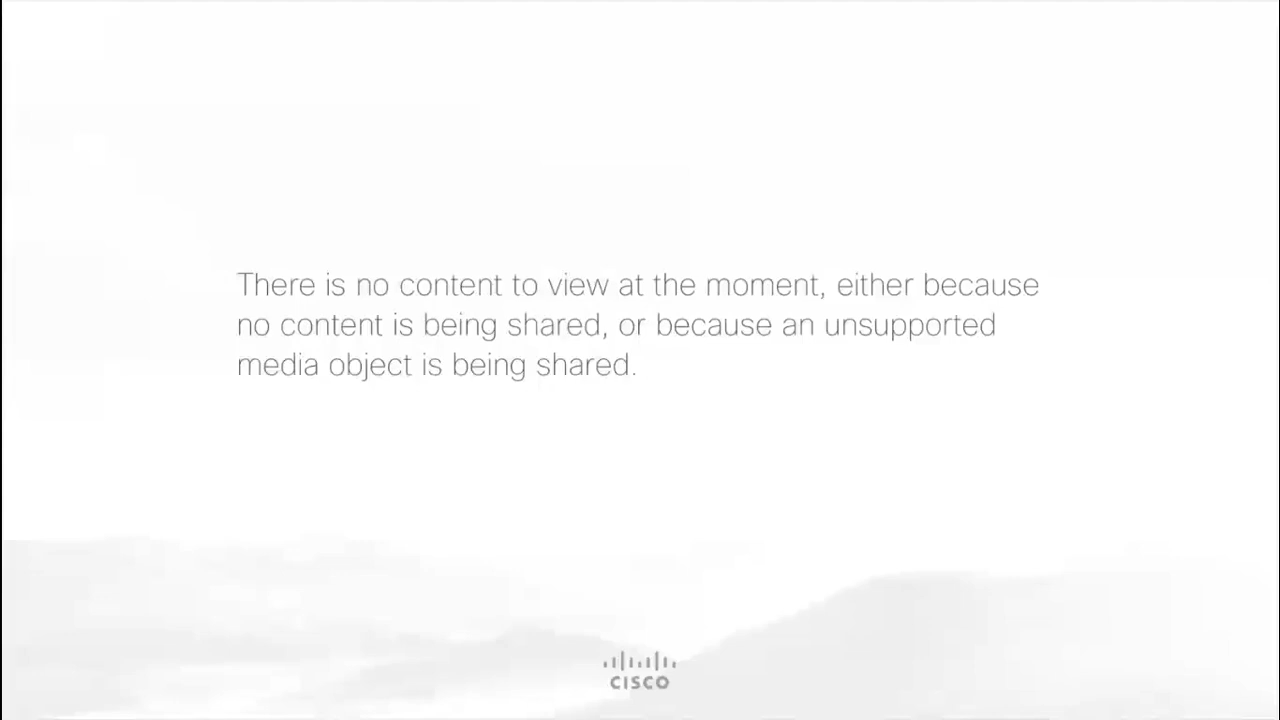 There is no content to view at the moment, either because
no content is being shared, or because an unsupported
media object is being shared.
CISCO